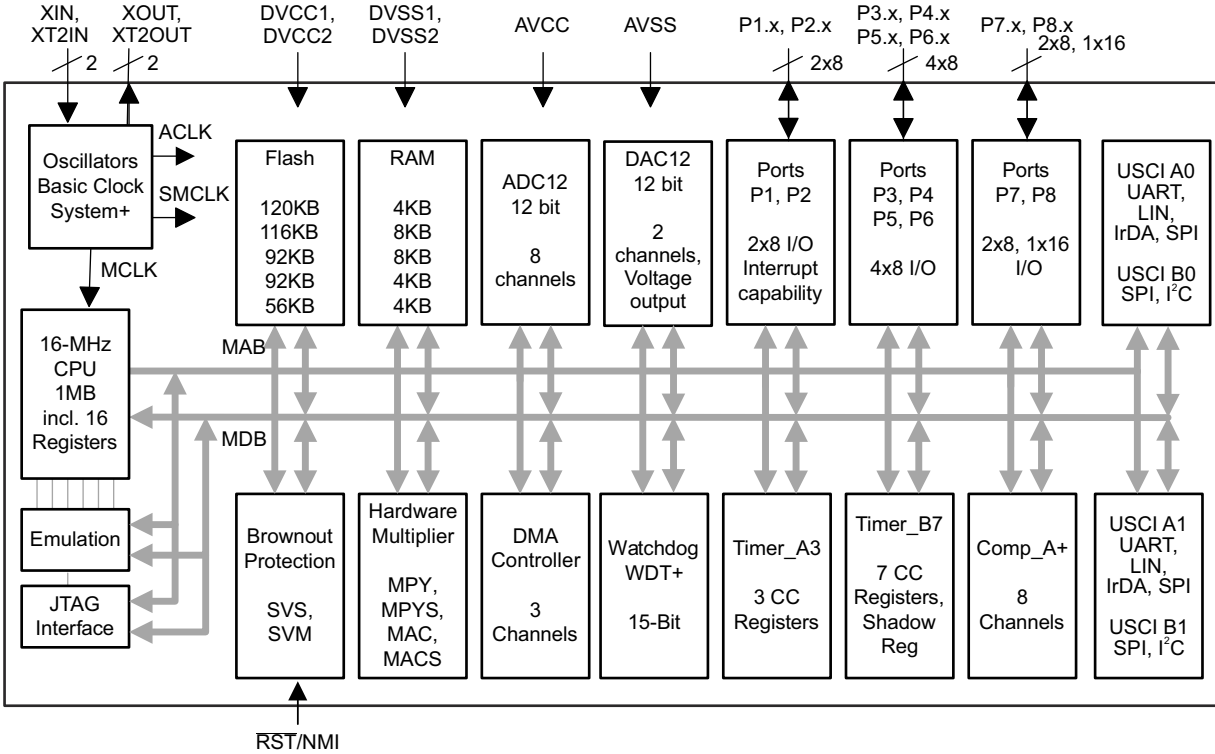 XIN,
XT2IN
2
XOUT,
XT2OUT
2
DVCC1,
DVCC2
DVSS1,
DVSS2
AVCC
AVSS
P1.x, P2.x
2x8
P3.x, P4.x
P5.x, P6.x
4x8
P7.x, P8.x
2x8, 1x16
Oscillators
Basic Clock
System+
ACLK
SMCLK
MCLK
Flash
120KB
116KB
92KB
92KB
56KB
RAM
4KB
8KB
8KB
4KB
4KB
ADC12
12 bit
8
channels
DAC12
12 bit
2
channels,
Voltage
output
Ports
P1, P2
2x8 I/O
Interrupt
capability
Ports
P3, P4
P5, P6
4x8 I/O
Ports
P7, P8
2x8, 1x16
I/O
USCI A0
UART,
LIN,
IrDA, SPI
USCI B0
SPI, I²C
16-MHz
CPU
1MB
incl. 16
Registers
MAB
MDB
Emulation
JTAG
Interface
Brownout
Protection
SVS,
SVM
Hardware
Multiplier
MPY,
MPYS,
MAC,
MACS
DMA
Controller
3
Channels
Watchdog
WDT+
15-Bit
Timer_A3
3 CC
Registers
Timer_B7
7 CC
Registers,
Shadow
Reg
Comp_A+
8
Channels
USCI A1
UART,
LIN,
IrDA, SPI
USCI B1
SPI, I²C
RST/NMI